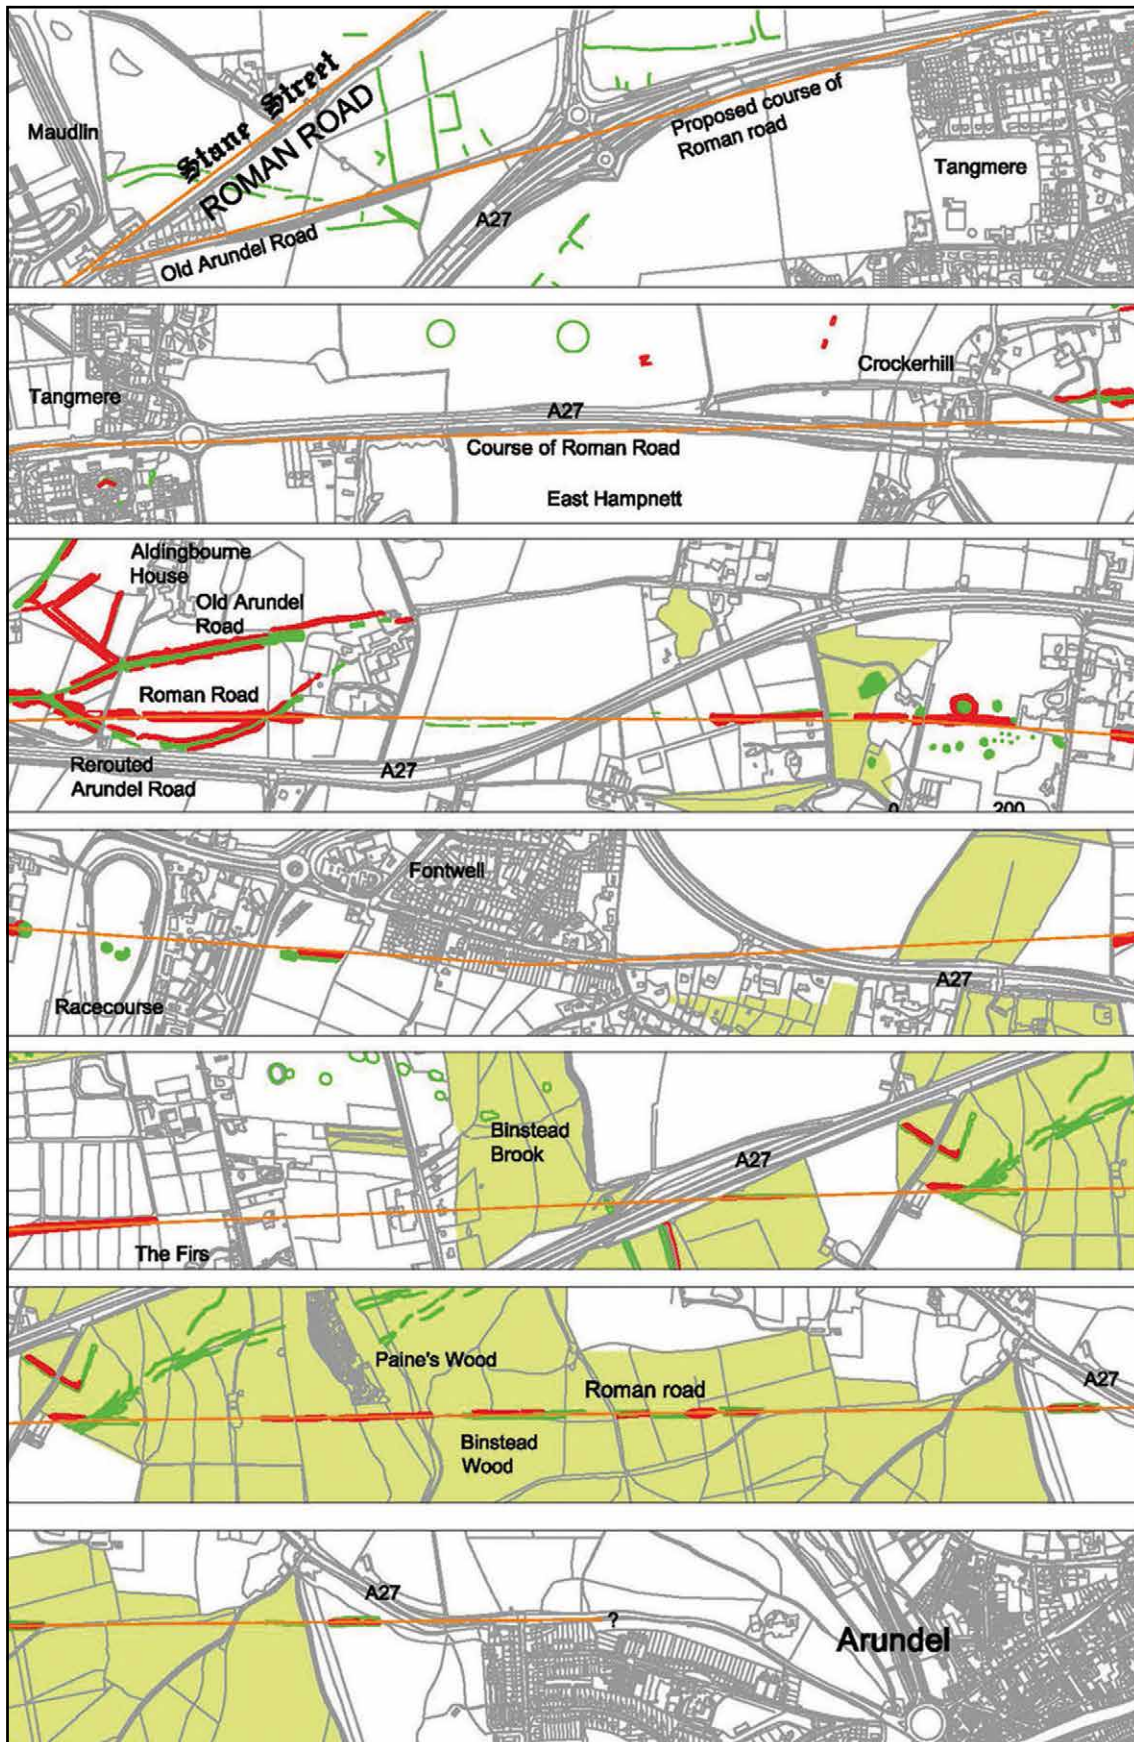 Maudlin
Stane Street
ROMAN ROAD
Proposed course of
Roman road
Tangmere
A27
Old Arundel Road
Crockerhill
Tangmere
A27
Course of Roman Road
East Hampnett
Aldingbourne
House
Old Arundel
Road
Roman Road
Rerouted
Arundel Road
A27
0 200
Fontwell
A27
Racecourse
Binstead
Brook
A27
The Firs
Paine's Wood
Roman road
A27
Binstead
Wood
A27
?
Arundel